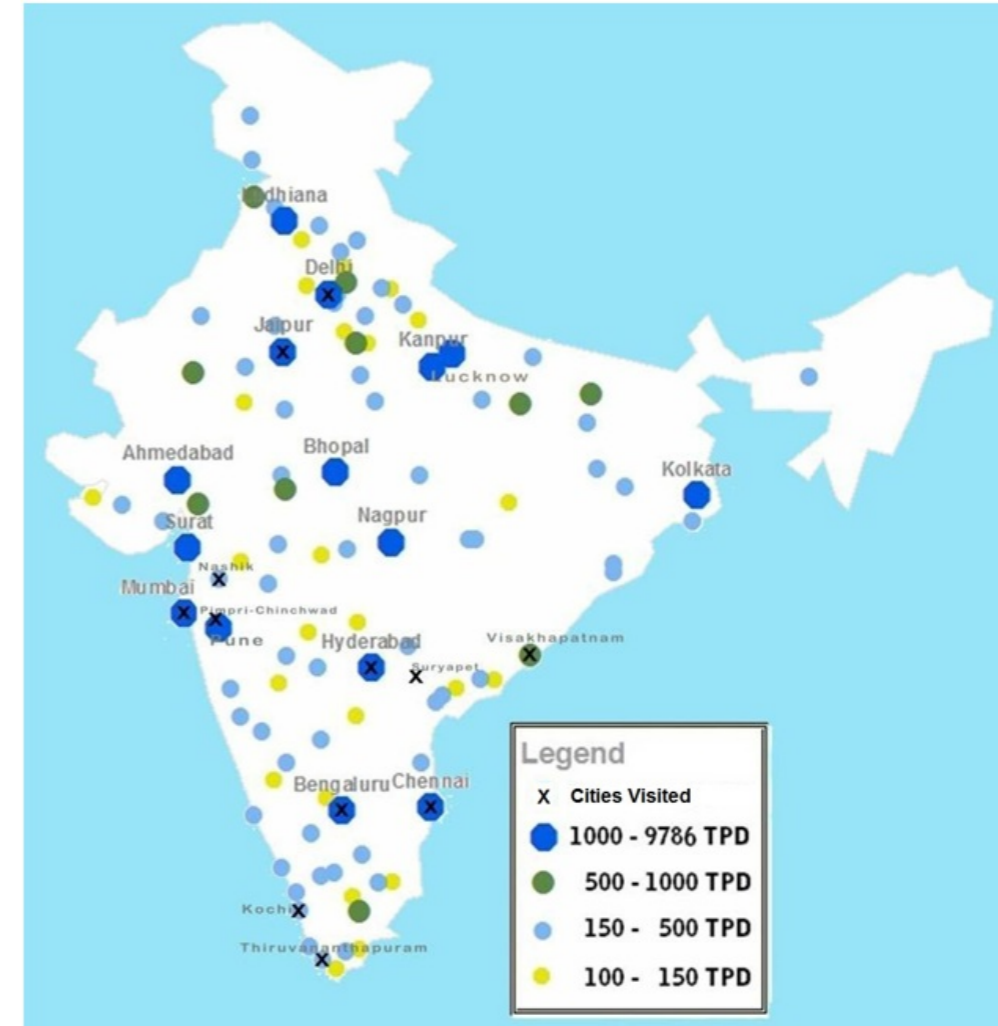 Ludhiana
Delhi
Jaipur
Kanpur
Lucknow
Ahmedabad
Bhopal
Kolkata
Surat
Nagpur
Nashik
Mumbai
Pimpri-Chinchwad
Pune
Hyderabad
Visakhapatnam
Suryapet
Legend
X Cities Visited
Bengaluru
Chennai
1000 - 9786 TPD
500 - 1000 TPD
150 - 500 TPD
Kochi
Thiruvananthapuram
100 - 150 TPD